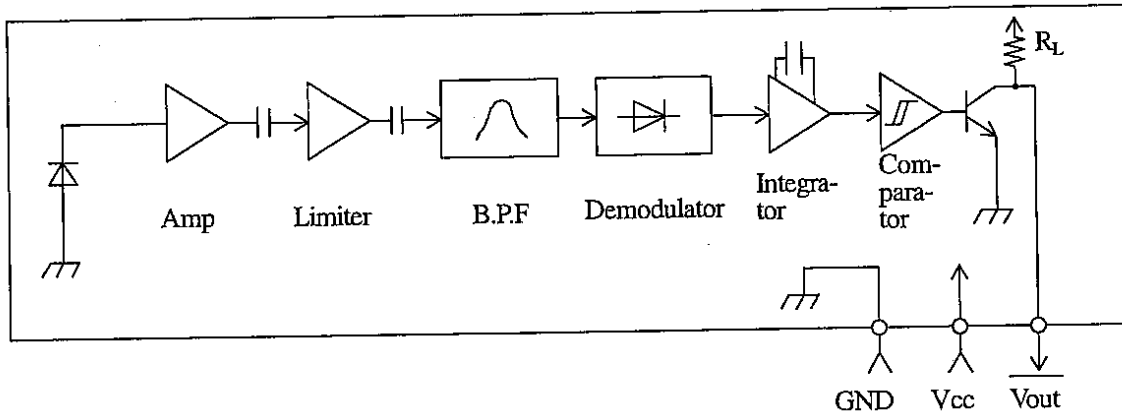 R_L
Amp
Limiter
B.P.F
Demodulator
Integra-
tor
Com-
para-
tor
GND
Vcc
Vout